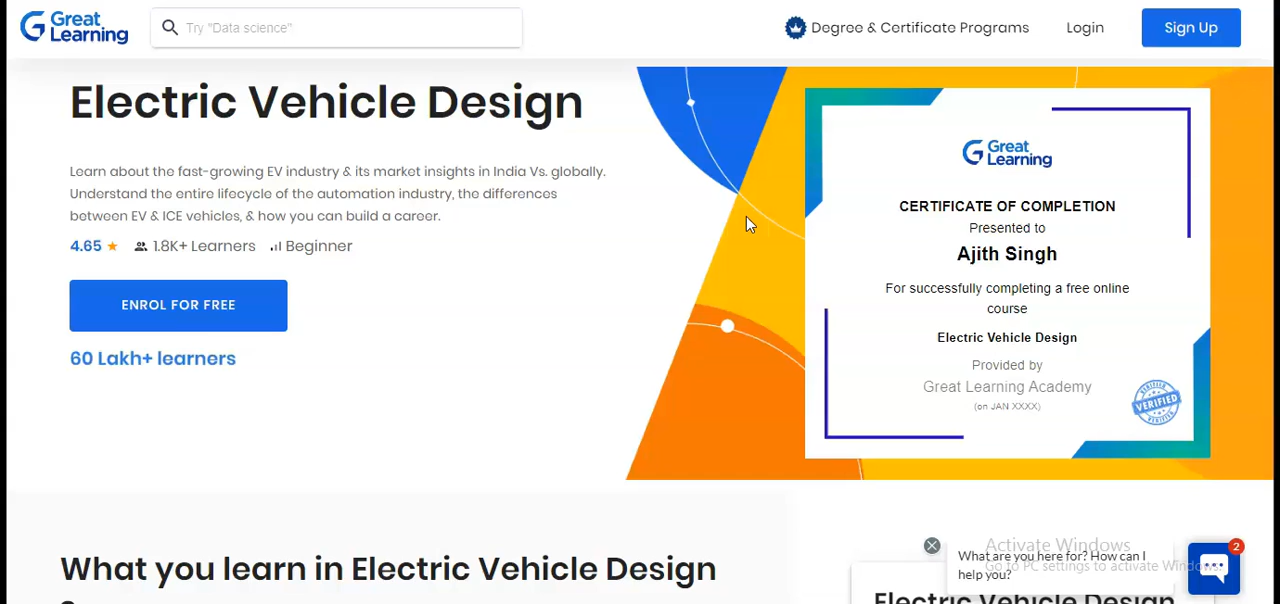 Great Learning
Try "Data science"
Degree & Certificate Programs
Login
Sign Up
Electric Vehicle Design
Learn about the fast-growing EV industry & its market insights in India Vs. globally.
Understand the entire lifecycle of the automation industry, the differences
between EV & ICE vehicles, & how you can build a career.
4.65 ★ 1.8K+ Learners Beginner
ENROL FOR FREE
60 Lakh+ learners
Great Learning
CERTIFICATE OF COMPLETION
Presented to
Ajith Singh
For successfully completing a free online
course
Electric Vehicle Design
Provided by
Great Learning Academy
(on JAN XXXX)
VERIFIED
What you learn in Electric Vehicle Design
What are you here for? How can I
help you?
2
Activate Windows
Go to PC settings to activate Windows.
Electric Vehicle Design